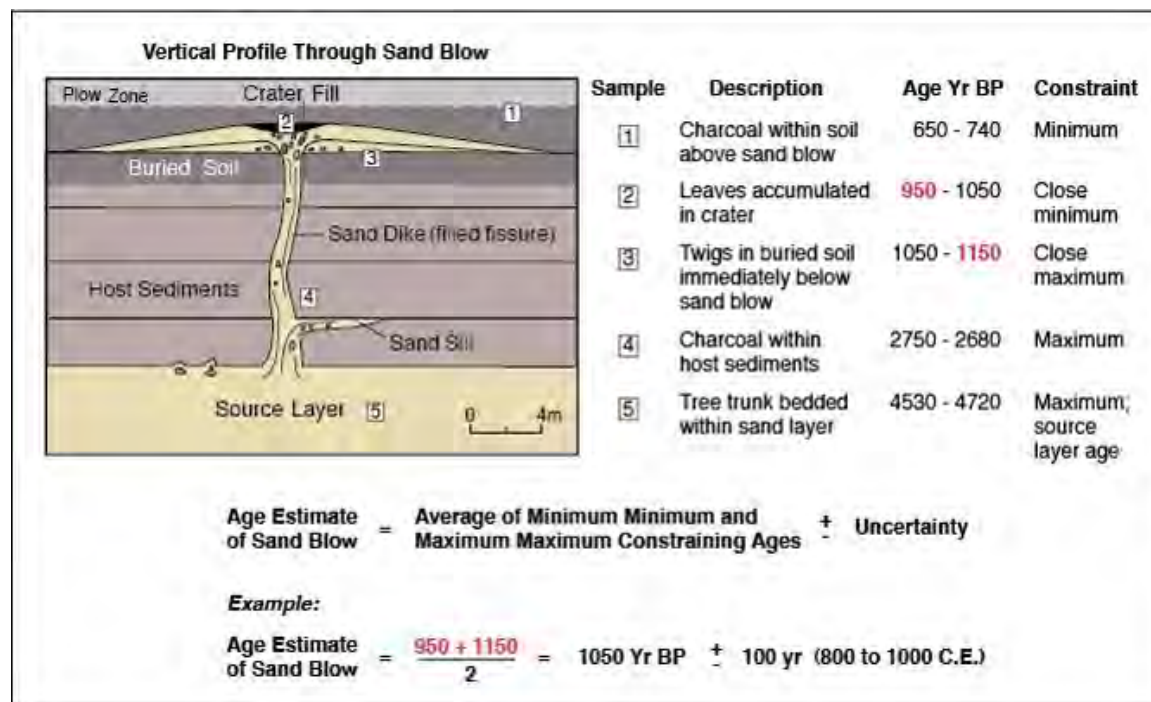 Vertical Profile Through Sand Blow
Plow Zone
Crater Fill
1
2
3
Buried Soil
Sand Dike (filled fissure)
Host Sediments
4
Sand Sill
Source Layer
5
0 4m
Sample Description Age Yr BP Constraint
1 Charcoal within soil 650 - 740 Minimum
above sand blow
2 Leaves accumulated 950 - 1050 Close
in crater minimum
3 Twigs in buried soil 1050 - 1150 Close
immediately below maximum
sand blow
4 Charcoal within 2750 - 2680 Maximum
host sediments
5 Tree trunk bedded 4530 - 4720 Maximum;
within sand layer source
layer age
Age Estimate = Average of Minimum Minimum and ± Uncertainty
of Sand Blow Maximum Maximum Constraining Ages
Example:
Age Estimate = 950 + 1150 = 1050 Yr BP ± 100 yr (800 to 1000 C.E.)
of Sand Blow 2